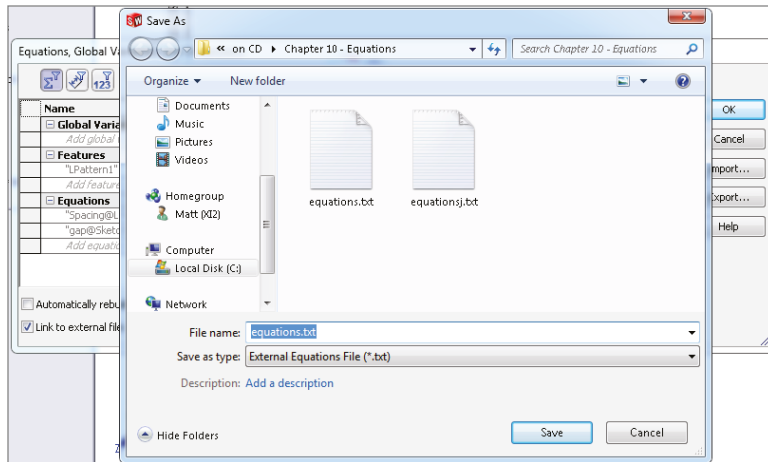 Save As
« on CD ▸ Chapter 10 - Equations
Search Chapter 10 - Equations
Organize
New folder
Documents
Music
Pictures
Videos
Homegroup
Matt (XI2)
Computer
Local Disk (C:)
Network
equations.txt
equationsj.txt
File name: equations.txt
Save as type: External Equations File (*.txt)
Description: Add a description
Hide Folders
Save
Cancel
Equations, Global Va
Name
Global Varia
Add global
Features
"LPattern1"
Add feature
Equations
"Spacing@L
"gap@Sketc
Add equatio
Automatically rebu
Link to external file
OK
Cancel
mport...
xport...
Help